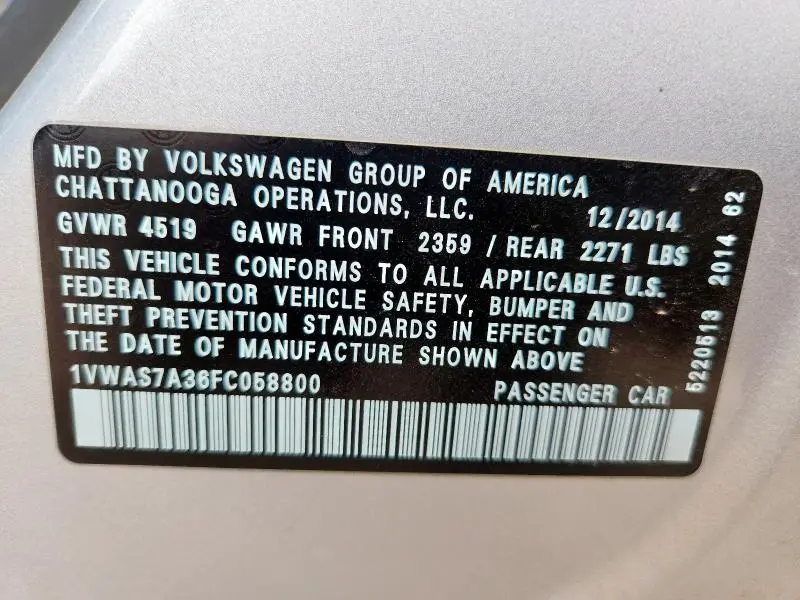 MFD BY VOLKSWAGEN GROUP OF AMERICA
CHATTANOOGA OPERATIONS, LLC. 12/2014
GVWR 4519 GAWR FRONT 2359 / REAR 2271 LBS
THIS VEHICLE CONFORMS TO ALL APPLICABLE U.S.
FEDERAL MOTOR VEHICLE SAFETY, BUMPER AND
THEFT PREVENTION STANDARDS IN EFFECT ON
THE DATE OF MANUFACTURE SHOWN ABOVE
1VWAS7A36FC058800 PASSENGER CAR
5220513 2014 62